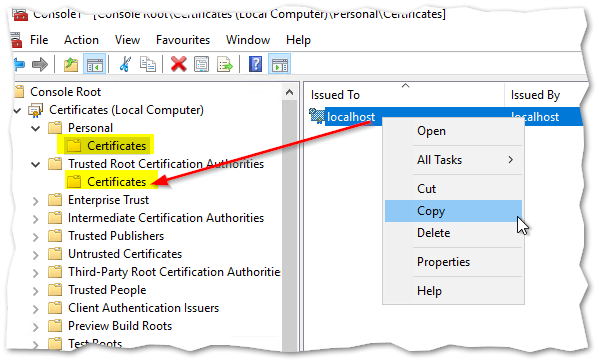 Console1 - [Console Root\Certificates (Local Computer)\Personal\Certificates]
File Action View Favourites Window Help
Console Root
Certificates (Local Computer)
Personal
Certificates
Trusted Root Certification Authorities
Certificates
Enterprise Trust
Intermediate Certification Authorities
Trusted Publishers
Untrusted Certificates
Third-Party Root Certification Authorities
Trusted People
Client Authentication Issuers
Preview Build Roots
Test Roots
Issued To Issued By
localhost localhost
Open
All Tasks
Cut
Copy
Delete
Properties
Help